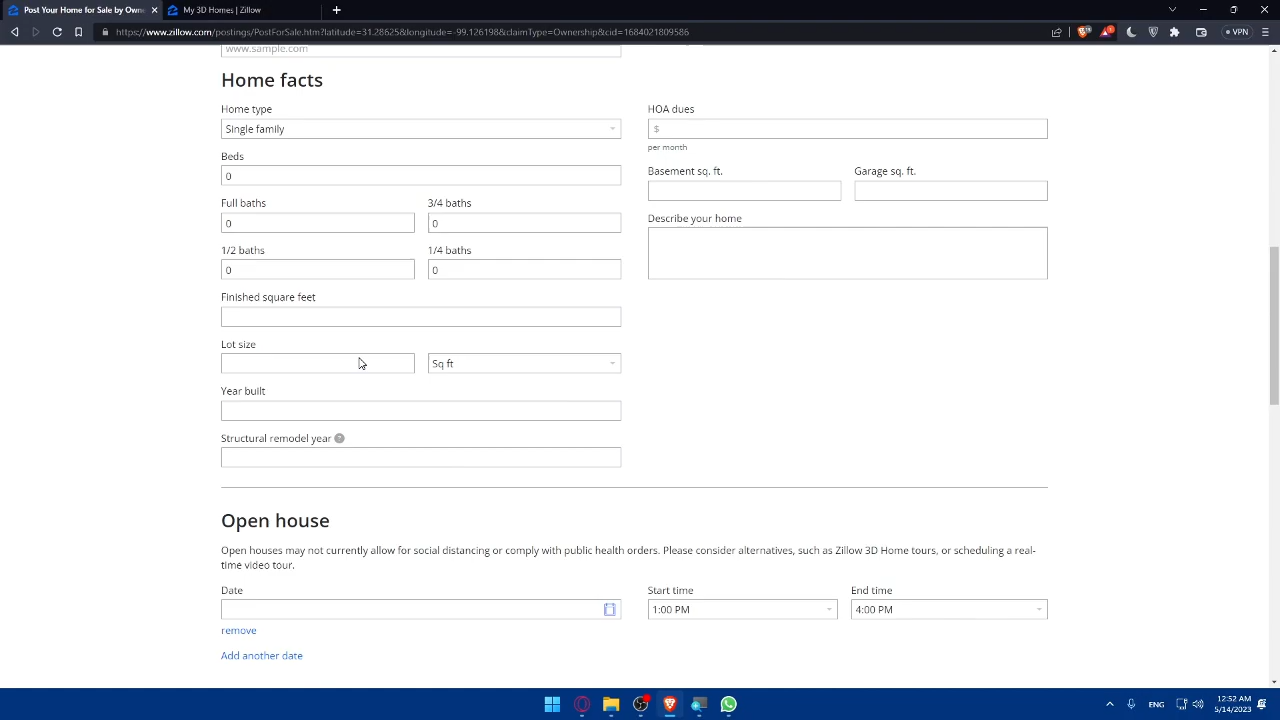 Post Your Home for Sale by Owne
My 3D Homes | Zillow
https://www.zillow.com/postings/PostForSale.htm?latitude=31.28625&longitude=-99.126198&claimType=Ownership&cid=1684021809586
VPN
www.sample.com
Home facts
Home type
Single family
Beds
0
Full baths
3/4 baths
0
0
1/2 baths
1/4 baths
0
0
Finished square feet
Lot size
Sq ft
Year built
Structural remodel year ?
HOA dues
$
per month
Basement sq. ft.
Garage sq. ft.
Describe your home
Open house
Open houses may not currently allow for social distancing or comply with public health orders. Please consider alternatives, such as Zillow 3D Home tours, or scheduling a real-
time video tour.
Date
Start time
End time
1:00 PM
4:00 PM
remove
Add another date
ENG
12:52 AM
5/14/2023